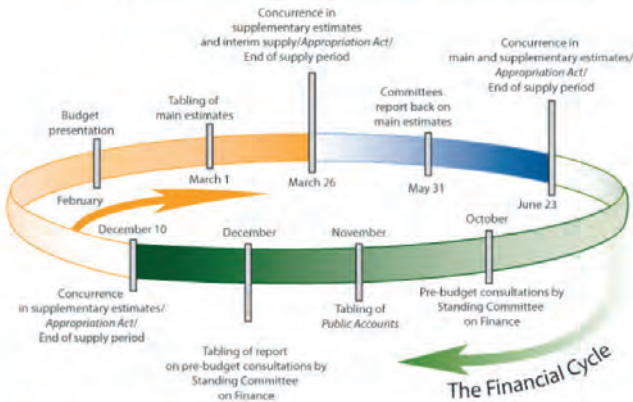 Concurrence in
supplementary estimates
and interim supply/Appropriation Act/
End of supply period
Concurrence in
main and supplementary estimates/
Appropriation Act/
End of supply period
Budget
presentation
Tabling of
main estimates
Committees
report back on
main estimates
February
March 1
March 26
May 31
June 23
December 10
December
November
October
Concurrence
in supplementary estimates/
Appropriation Act/
End of supply period
Tabling of report
on pre-budget consultations by
Standing Committee
on Finance
Tabling of
Public Accounts
Pre-budget consultations by
Standing Committee
on Finance
The Financial Cycle